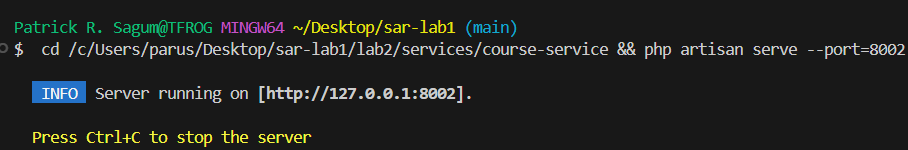 Patrick R. Sagum@TFROG MINGW64 ~/Desktop/sar-lab1 (main)
$ cd /c/Users/parus/Desktop/sar-lab1/lab2/services/course-service && php artisan serve --port=8002
INFO Server running on [http://127.0.0.1:8002].
Press Ctrl+C to stop the server